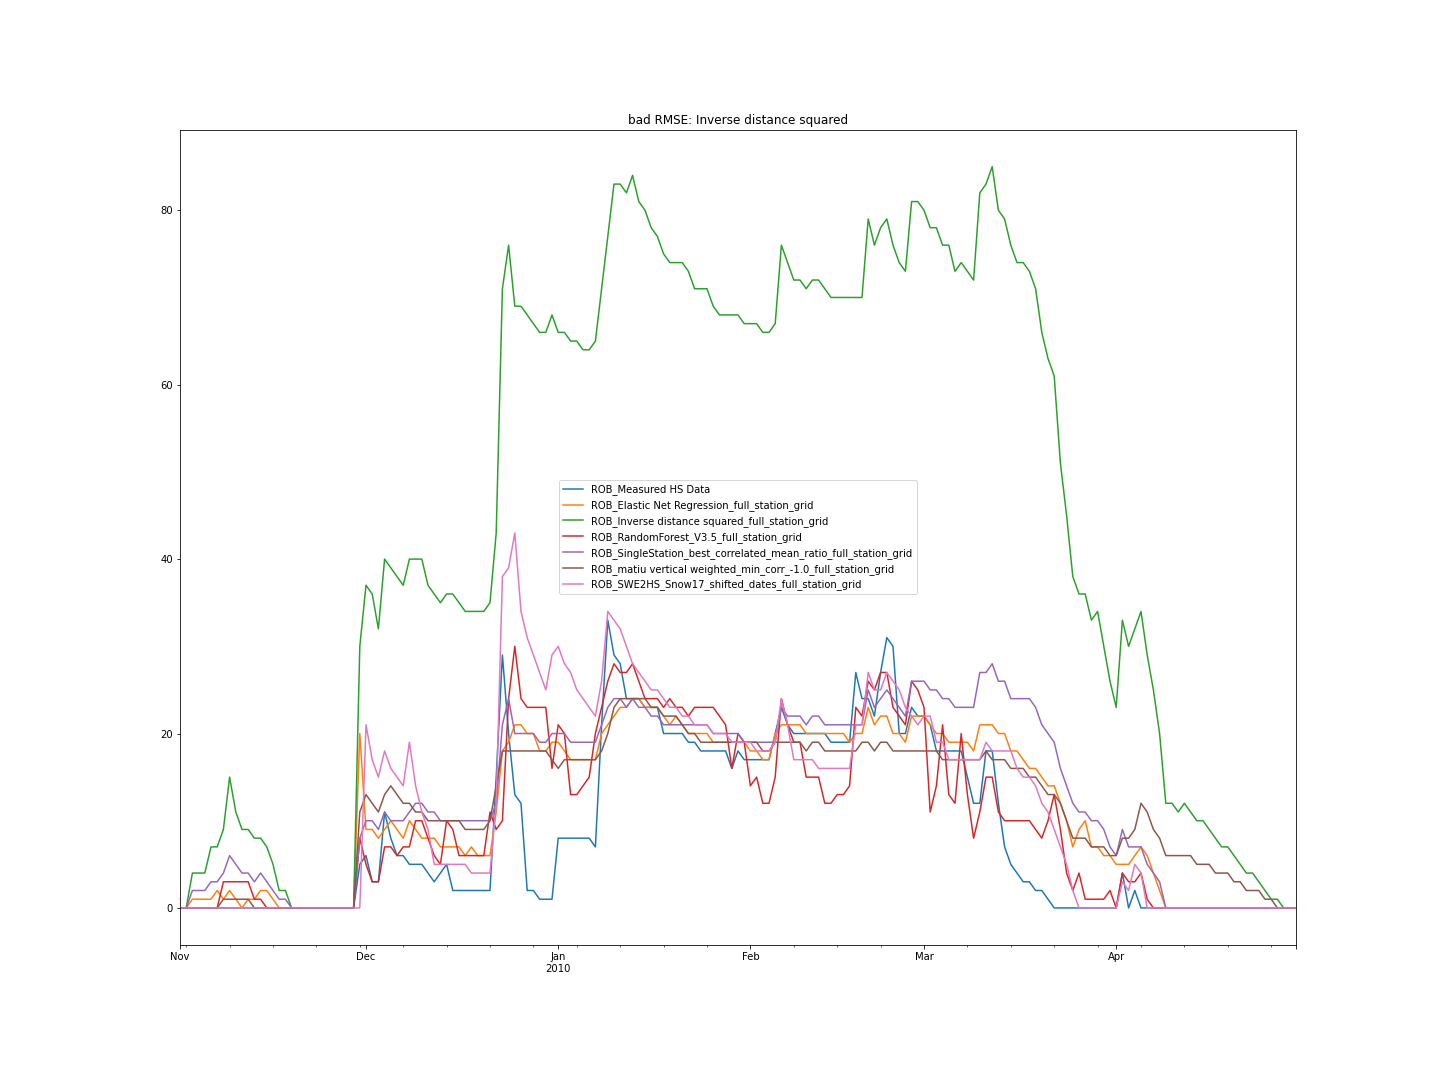 bad RMSE: Inverse distance squared
80
60
40
20
0
ROB_Measured HS Data
ROB_Elastic Net Regression_full_station_grid
ROB_Inverse distance squared_full_station_grid
ROB_RandomForest_V3.5_full_station_grid
ROB_SingleStation_best_correlated_mean_ratio_full_station_grid
ROB_matiu vertical weighted_min_corr_-1.0_full_station_grid
ROB_SWE2HS_Snow17_shifted_dates_full_station_grid
Nov Dec Jan Feb Mar Apr
2010